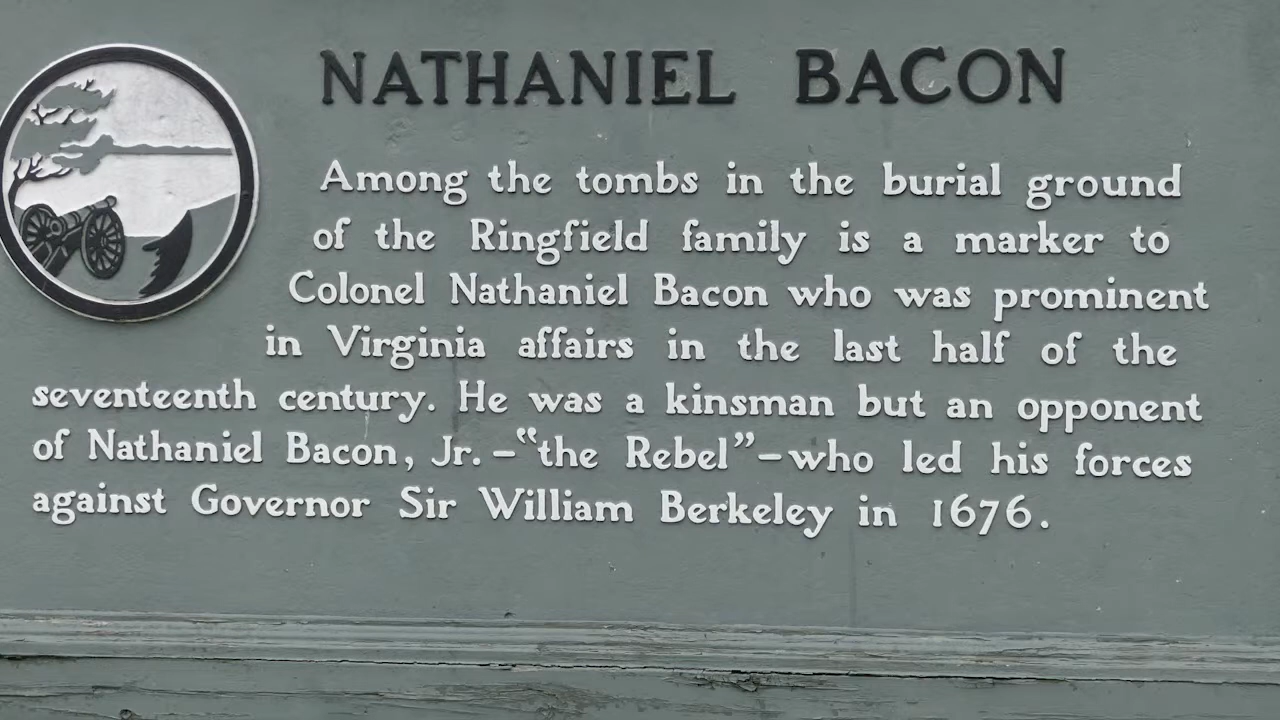 NATHANIEL BACON
Among the tombs in the burial ground
of the Ringfield family is a marker to
Colonel Nathaniel Bacon who was prominent
in Virginia affairs in the last half of the
seventeenth century. He was a kinsman but an opponent
of Nathaniel Bacon, Jr.–“the Rebel”–who led his forces
against Governor Sir William Berkeley in 1676.